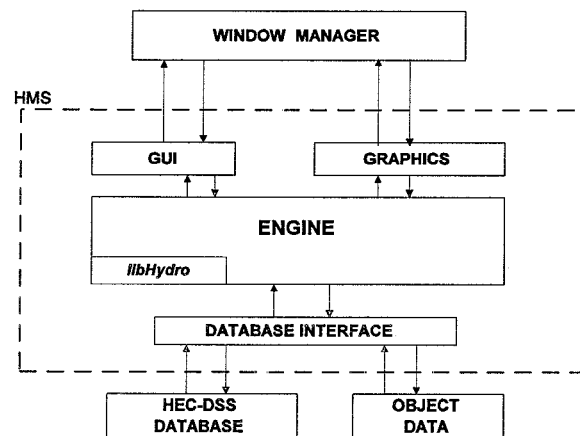 WINDOW MANAGER
HMS
GUI
GRAPHICS
ENGINE
libHydro
DATABASE INTERFACE
HEC-DSS
DATABASE
OBJECT
DATA